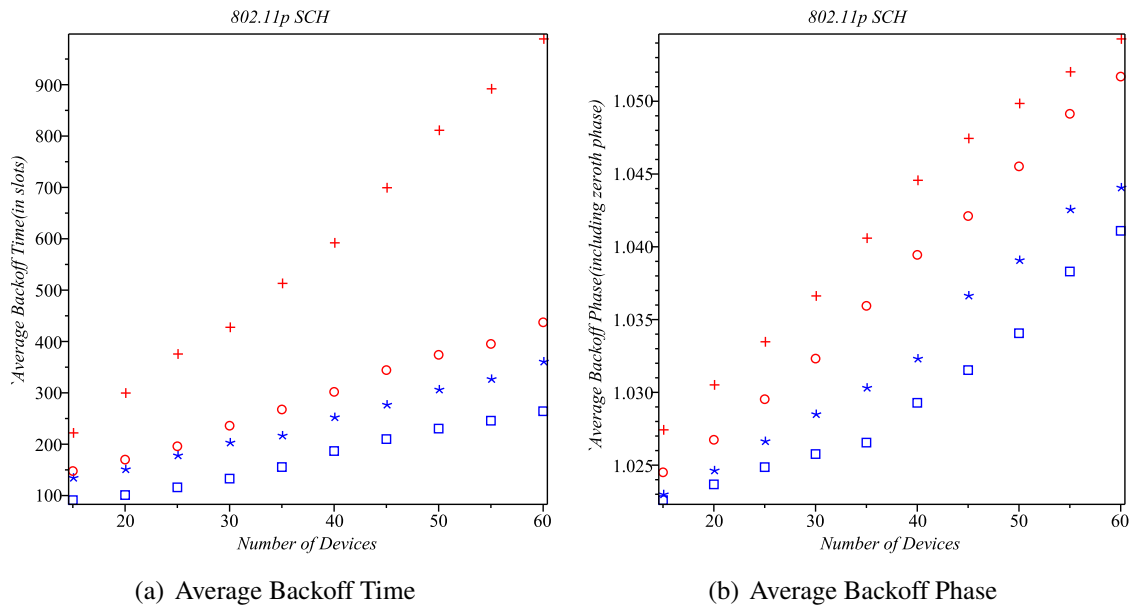 802.11p SCH
`Average Backoff Time(in slots)
900
800
700
600
500
400
300
200
100
20 30 40 50 60
Number of Devices
(a) Average Backoff Time
802.11p SCH
`Average Backoff Phase(including zeroth phase)
1.050
1.045
1.040
1.035
1.030
1.025
20 30 40 50 60
Number of Devices
(b) Average Backoff Phase